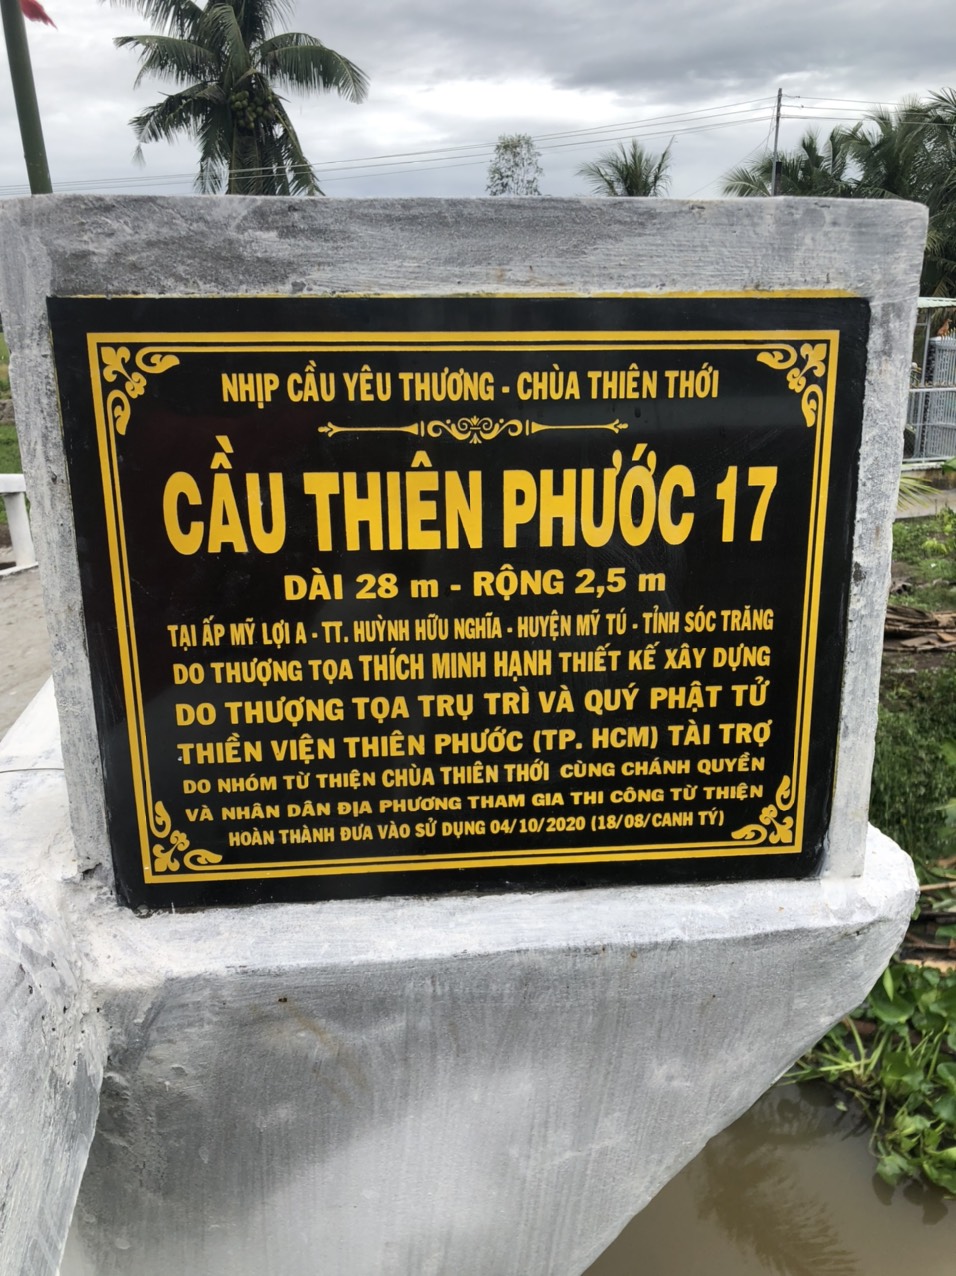 NHỊP CẦU YÊU THƯƠNG - CHÙA THIÊN THỚI
CẦU THIÊN PHƯỚC 17
DÀI 28 m - RỘNG 2,5 m
TẠI ẤP MỸ LỢI A - TT. HUỲNH HỮU NGHĨA - HUYỆN MỸ TÚ - TỈNH SÓC TRĂNG
DO THƯỢNG TỌA THÍCH MINH HẠNH THIẾT KẾ XÂY DỰNG
DO THƯỢNG TỌA TRỤ TRÌ VÀ QUÝ PHẬT TỬ
THIỀN VIỆN THIÊN PHƯỚC (TP. HCM) TÀI TRỢ
DO NHÓM TỪ THIỆN CHÙA THIÊN THỚI CÙNG CHÁNH QUYỀN
VÀ NHÂN DÂN ĐỊA PHƯƠNG THAM GIA THI CÔNG TỪ THIỆN
HOÀN THÀNH ĐƯA VÀO SỬ DỤNG 04/10/2020 (18/08/CANH TÝ)